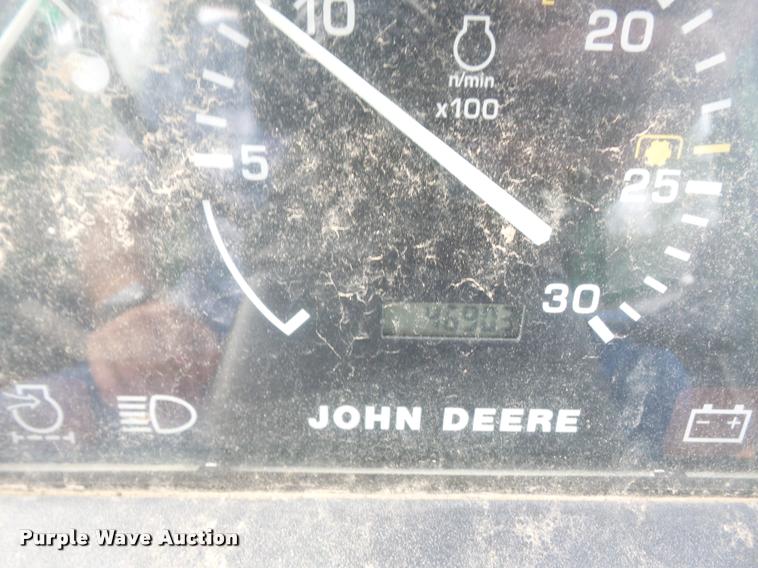 10
20
n/min
x100
5
25
30
JOHN DEERE
Purple Wave Auction